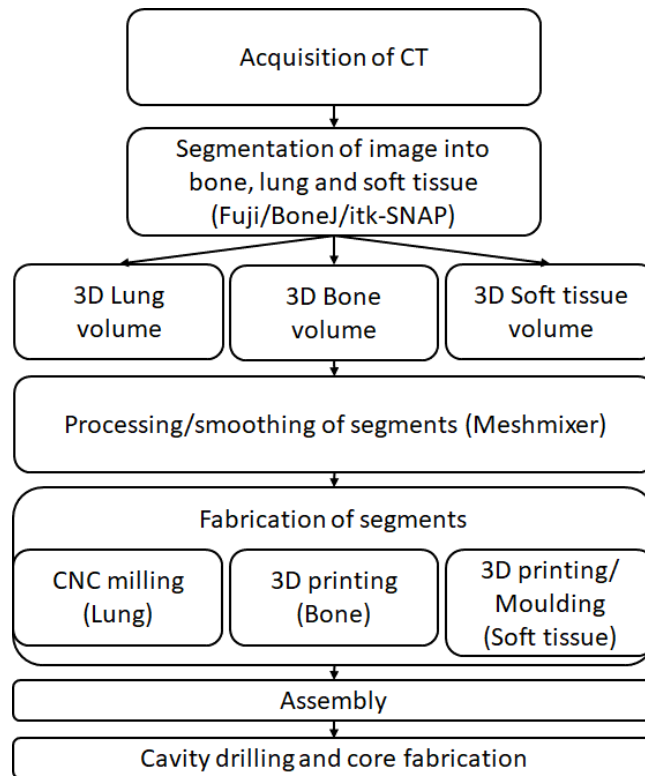 Acquisition of CT
Segmentation of image into
bone, lung and soft tissue
(Fuji/BoneJ/itk-SNAP)
3D Lung
volume
3D Bone
volume
3D Soft tissue
volume
Processing/smoothing of segments (Meshmixer)
Fabrication of segments
CNC milling
(Lung)
3D printing
(Bone)
3D printing/
Moulding
(Soft tissue)
Assembly
Cavity drilling and core fabrication